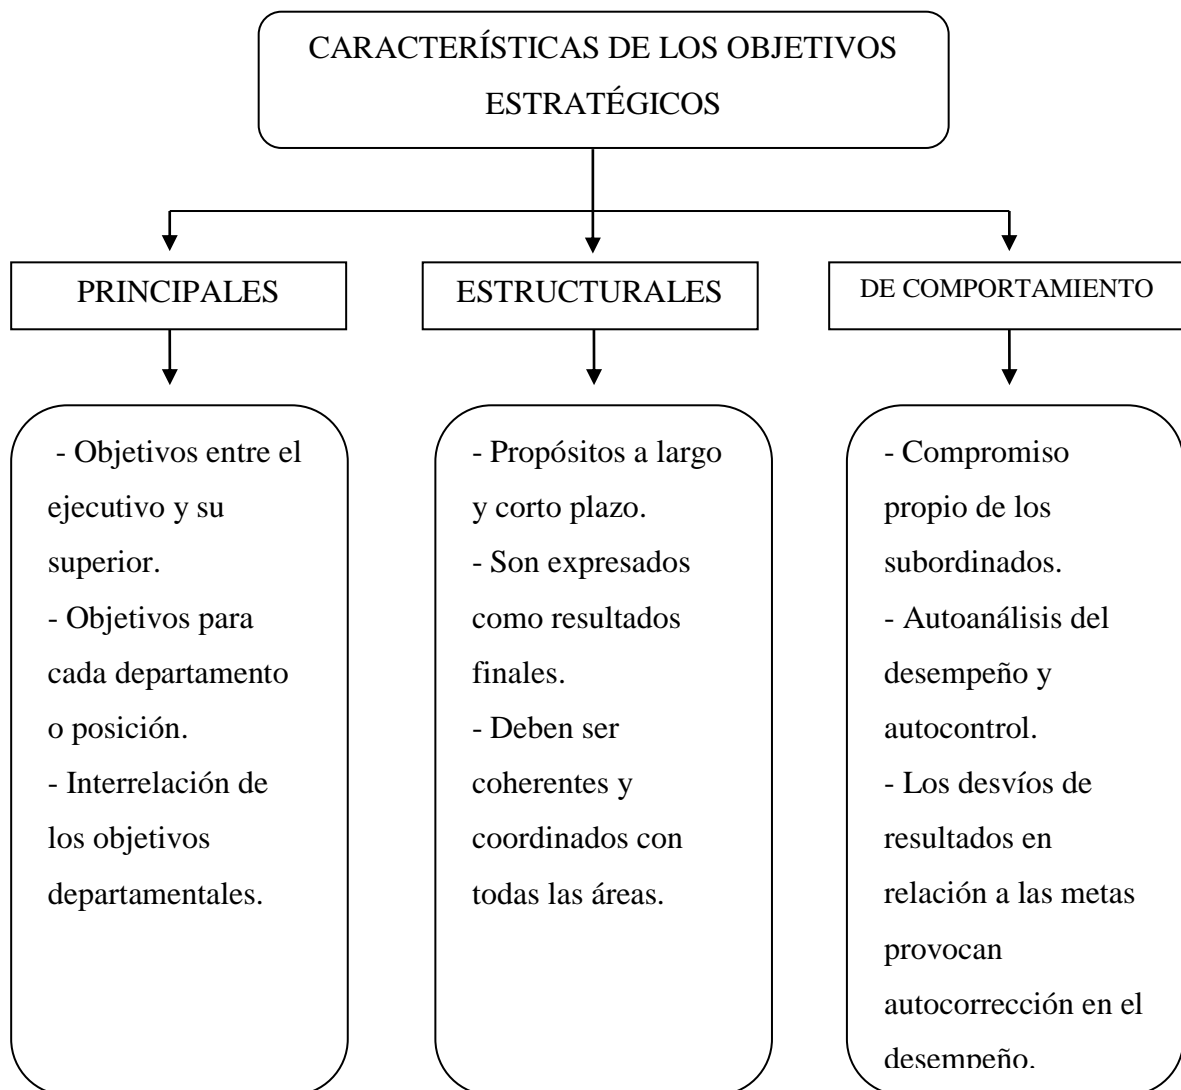 CARACTERÍSTICAS DE LOS OBJETIVOS
ESTRATÉGICOS
PRINCIPALES
ESTRUCTURALES
DE COMPORTAMIENTO
- Objetivos entre el
ejecutivo y su
superior.
- Objetivos para
cada departamento
o posición.
- Interrelación de
los objetivos
departamentales.
- Propósitos a largo
y corto plazo.
- Son expresados
como resultados
finales.
- Deben ser
coherentes y
coordinados con
todas las áreas.
- Compromiso
propio de los
subordinados.
- Autoanálisis del
desempeño y
autocontrol.
- Los desvíos de
resultados en
relación a las metas
provocan
autocorrección en el
desempeño.